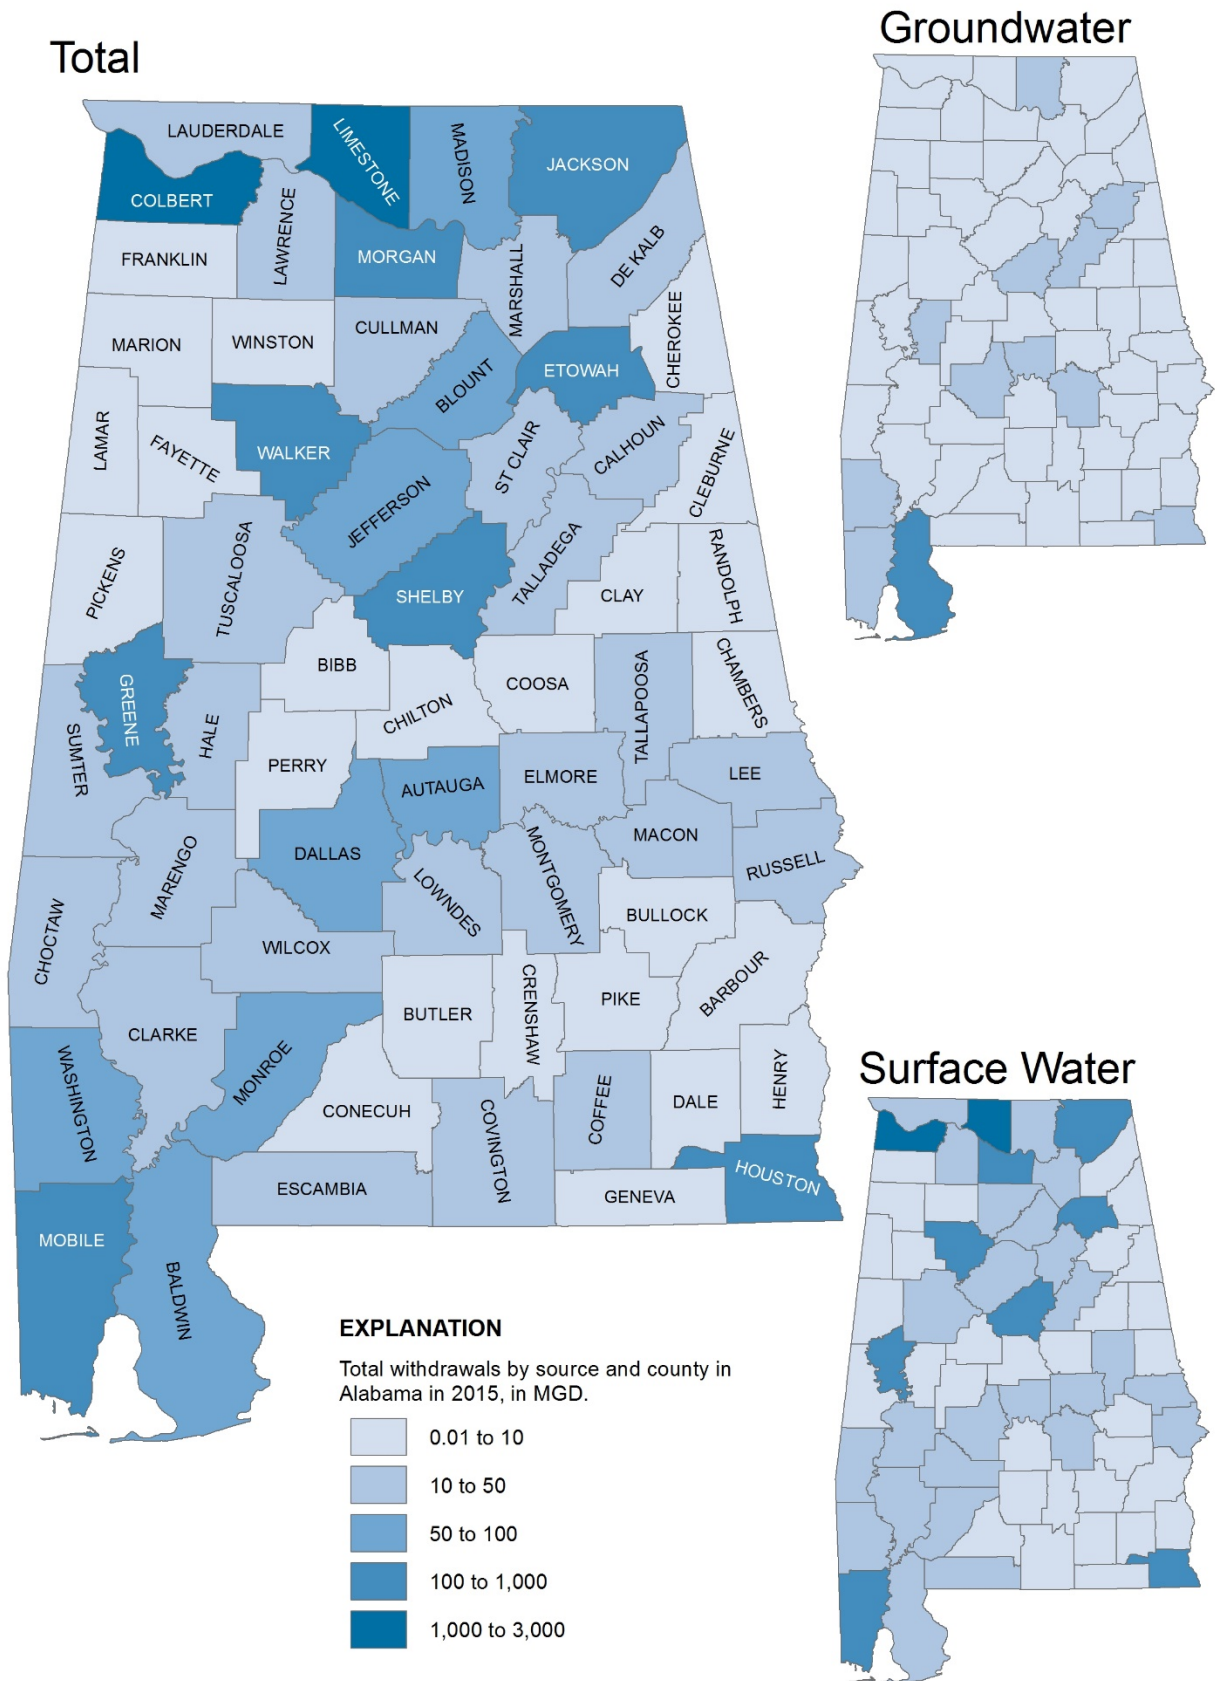 Total
Groundwater
LAUDERDALE
LIMESTONE
MADISON
JACKSON
COLBERT
LAWRENCE
FRANKLIN
MORGAN
MARSHALL
DE KALB
CHEROKEE
MARION
WINSTON
CULLMAN
BLOUNT
ETOWAH
LAMAR
FAYETTE
WALKER
ST CLAIR
CALHOUN
CLEBURNE
JEFFERSON
PICKENS
TUSCALOOSA
SHELBY
TALLADEGA
CLAY
RANDOLPH
GREENE
BIBB
CHILTON
COOSA
TALLAPOOSA
CHAMBERS
SUMTER
HALE
PERRY
AUTAUGA
ELMORE
LEE
MACON
DALLAS
MARENGO
LOWNDES
MONTGOMERY
RUSSELL
CHOCTAW
WILCOX
BULLOCK
BARBOUR
BUTLER
CRENSHAW
PIKE
CLARKE
MONROE
WASHINGTON
CONECUH
COVINGTON
COFFEE
DALE
HENRY
Surface Water
ESCAMBIA
GENEVA
HOUSTON
MOBILE
BALDWIN
EXPLANATION
Total withdrawals by source and county in
Alabama in 2015, in MGD.
0.01 to 10
10 to 50
50 to 100
100 to 1,000
1,000 to 3,000